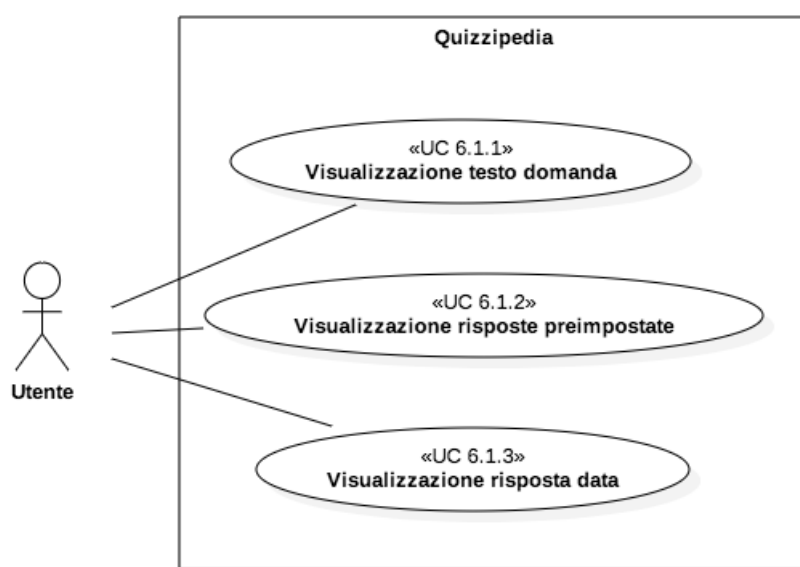 Quizzipedia
«UC 6.1.1»
Visualizzazione testo domanda
«UC 6.1.2»
Visualizzazione risposte preimpostate
Utente
«UC 6.1.3»
Visualizzazione risposta data